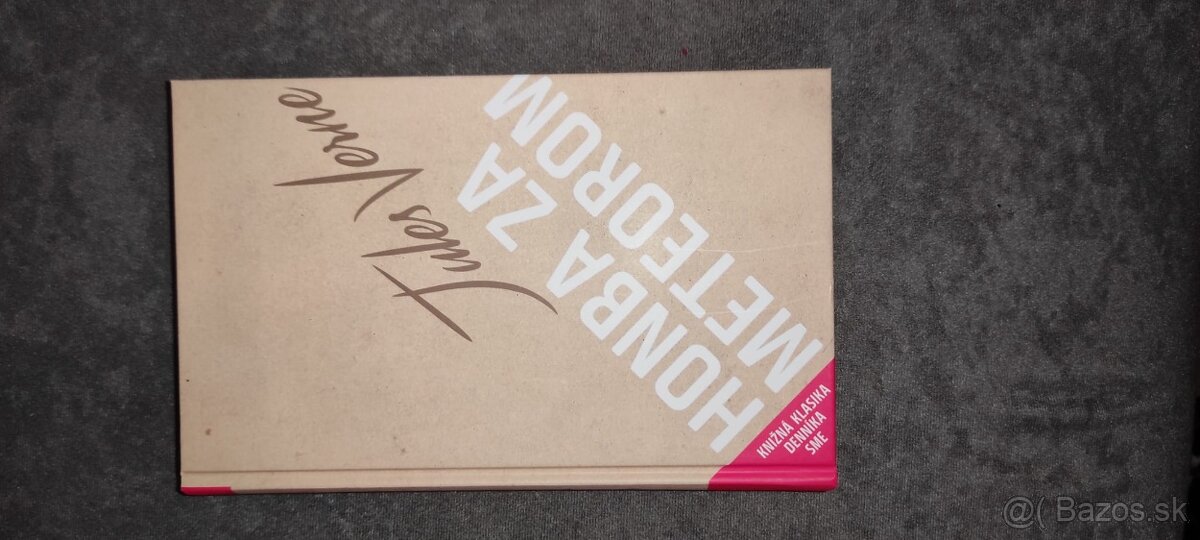 Jules Verne
HONBA ZA
METEOROM
KNIŽNÁ KLASIKA
DENNÍKA
SME
@( Bazos.sk